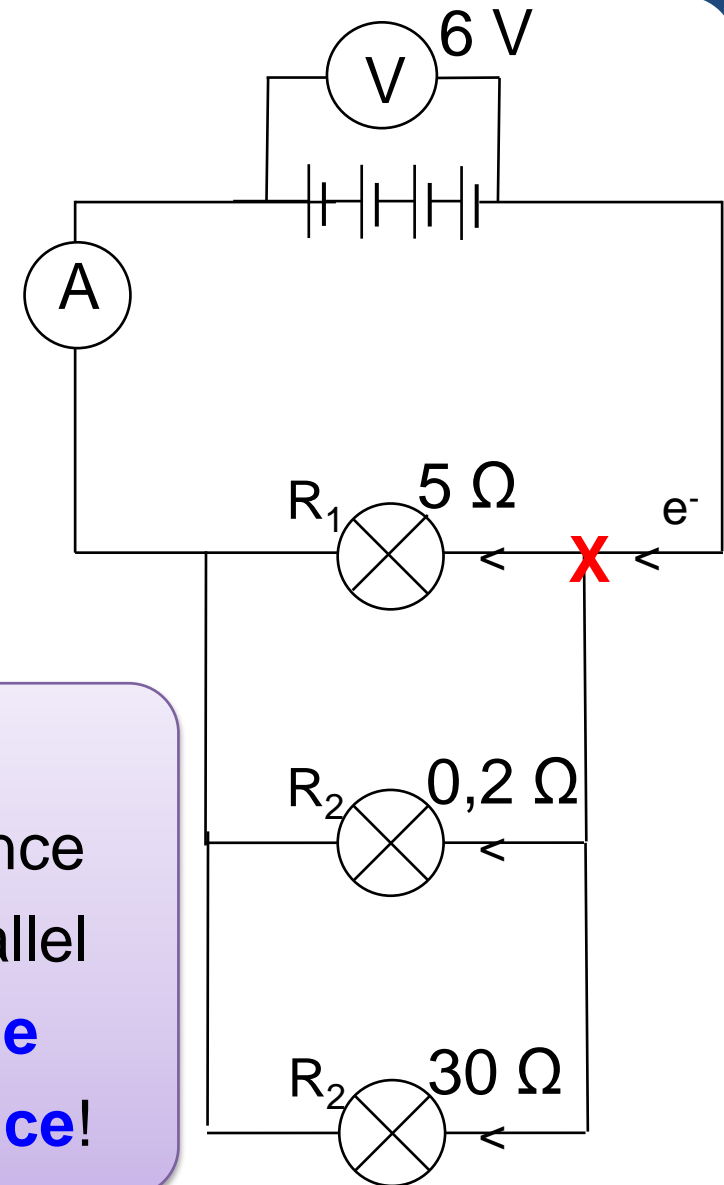 6 V
V
A
R₁ 5 Ω
e⁻
X
R₂ 0,2 Ω
R₂ 30 Ω
nce
allel
e
ce!